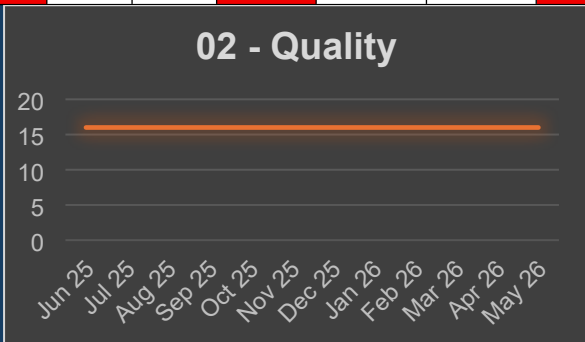 02 - Quality
20
15
10
5
0
Jun 25
Jul 25
Aug 25
Sep 25
Oct 25
Nov 25
Dec 25
Jan 26
Feb 26
Mar 26
Apr 26
May 26